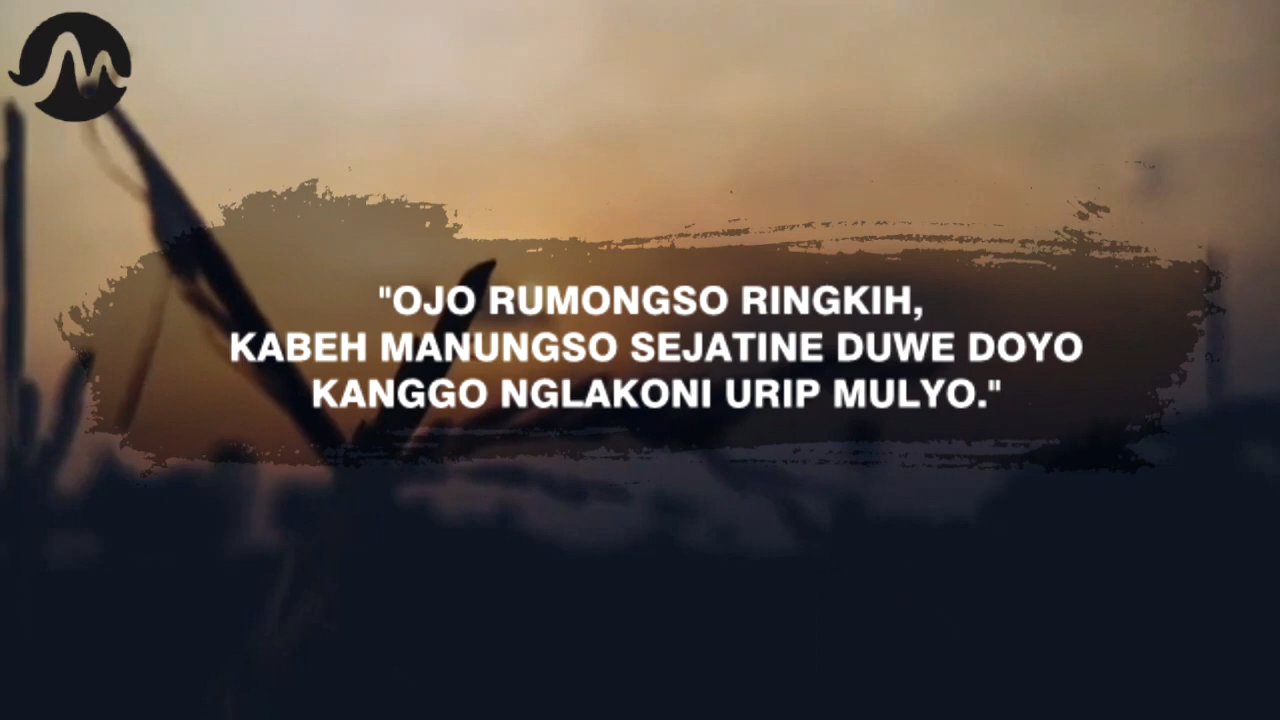 "OJO RUMONGSO RINGKIH,
KABEH MANUNGSO SEJATINE DUWE DOYO
KANGGO NGLAKONI URIP MULYO."